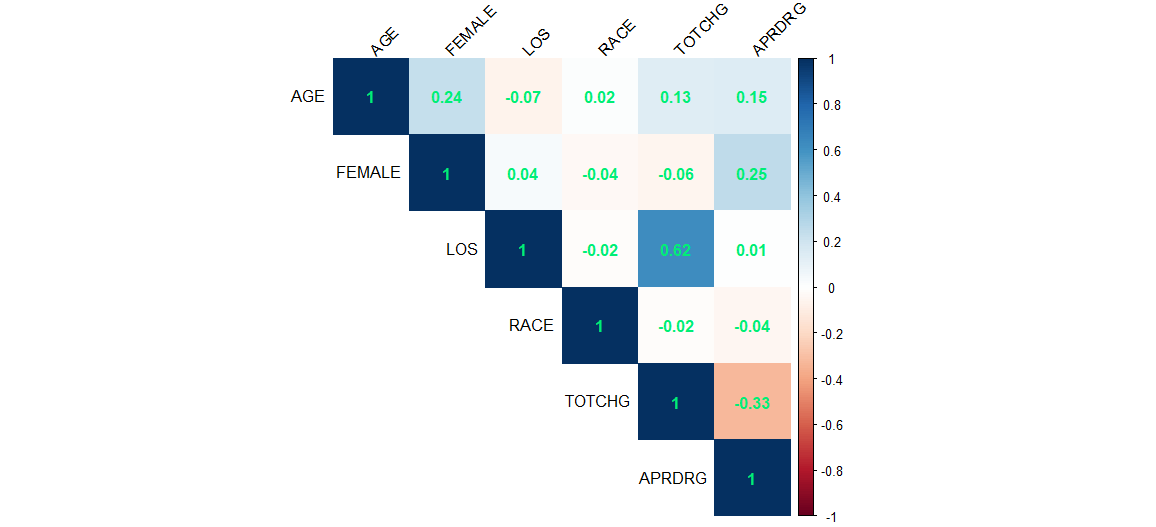 AGE FEMALE LOS RACE TOTCHG APRDRG
AGE 1 0.24 -0.07 0.02 0.13 0.15
FEMALE 1 0.04 -0.04 -0.06 0.25
LOS 1 -0.02 0.62 0.01
RACE 1 -0.02 -0.04
TOTCHG 1 -0.33
APRDRG 1
1
0.8
0.6
0.4
0.2
0
-0.2
-0.4
-0.6
-0.8
-1